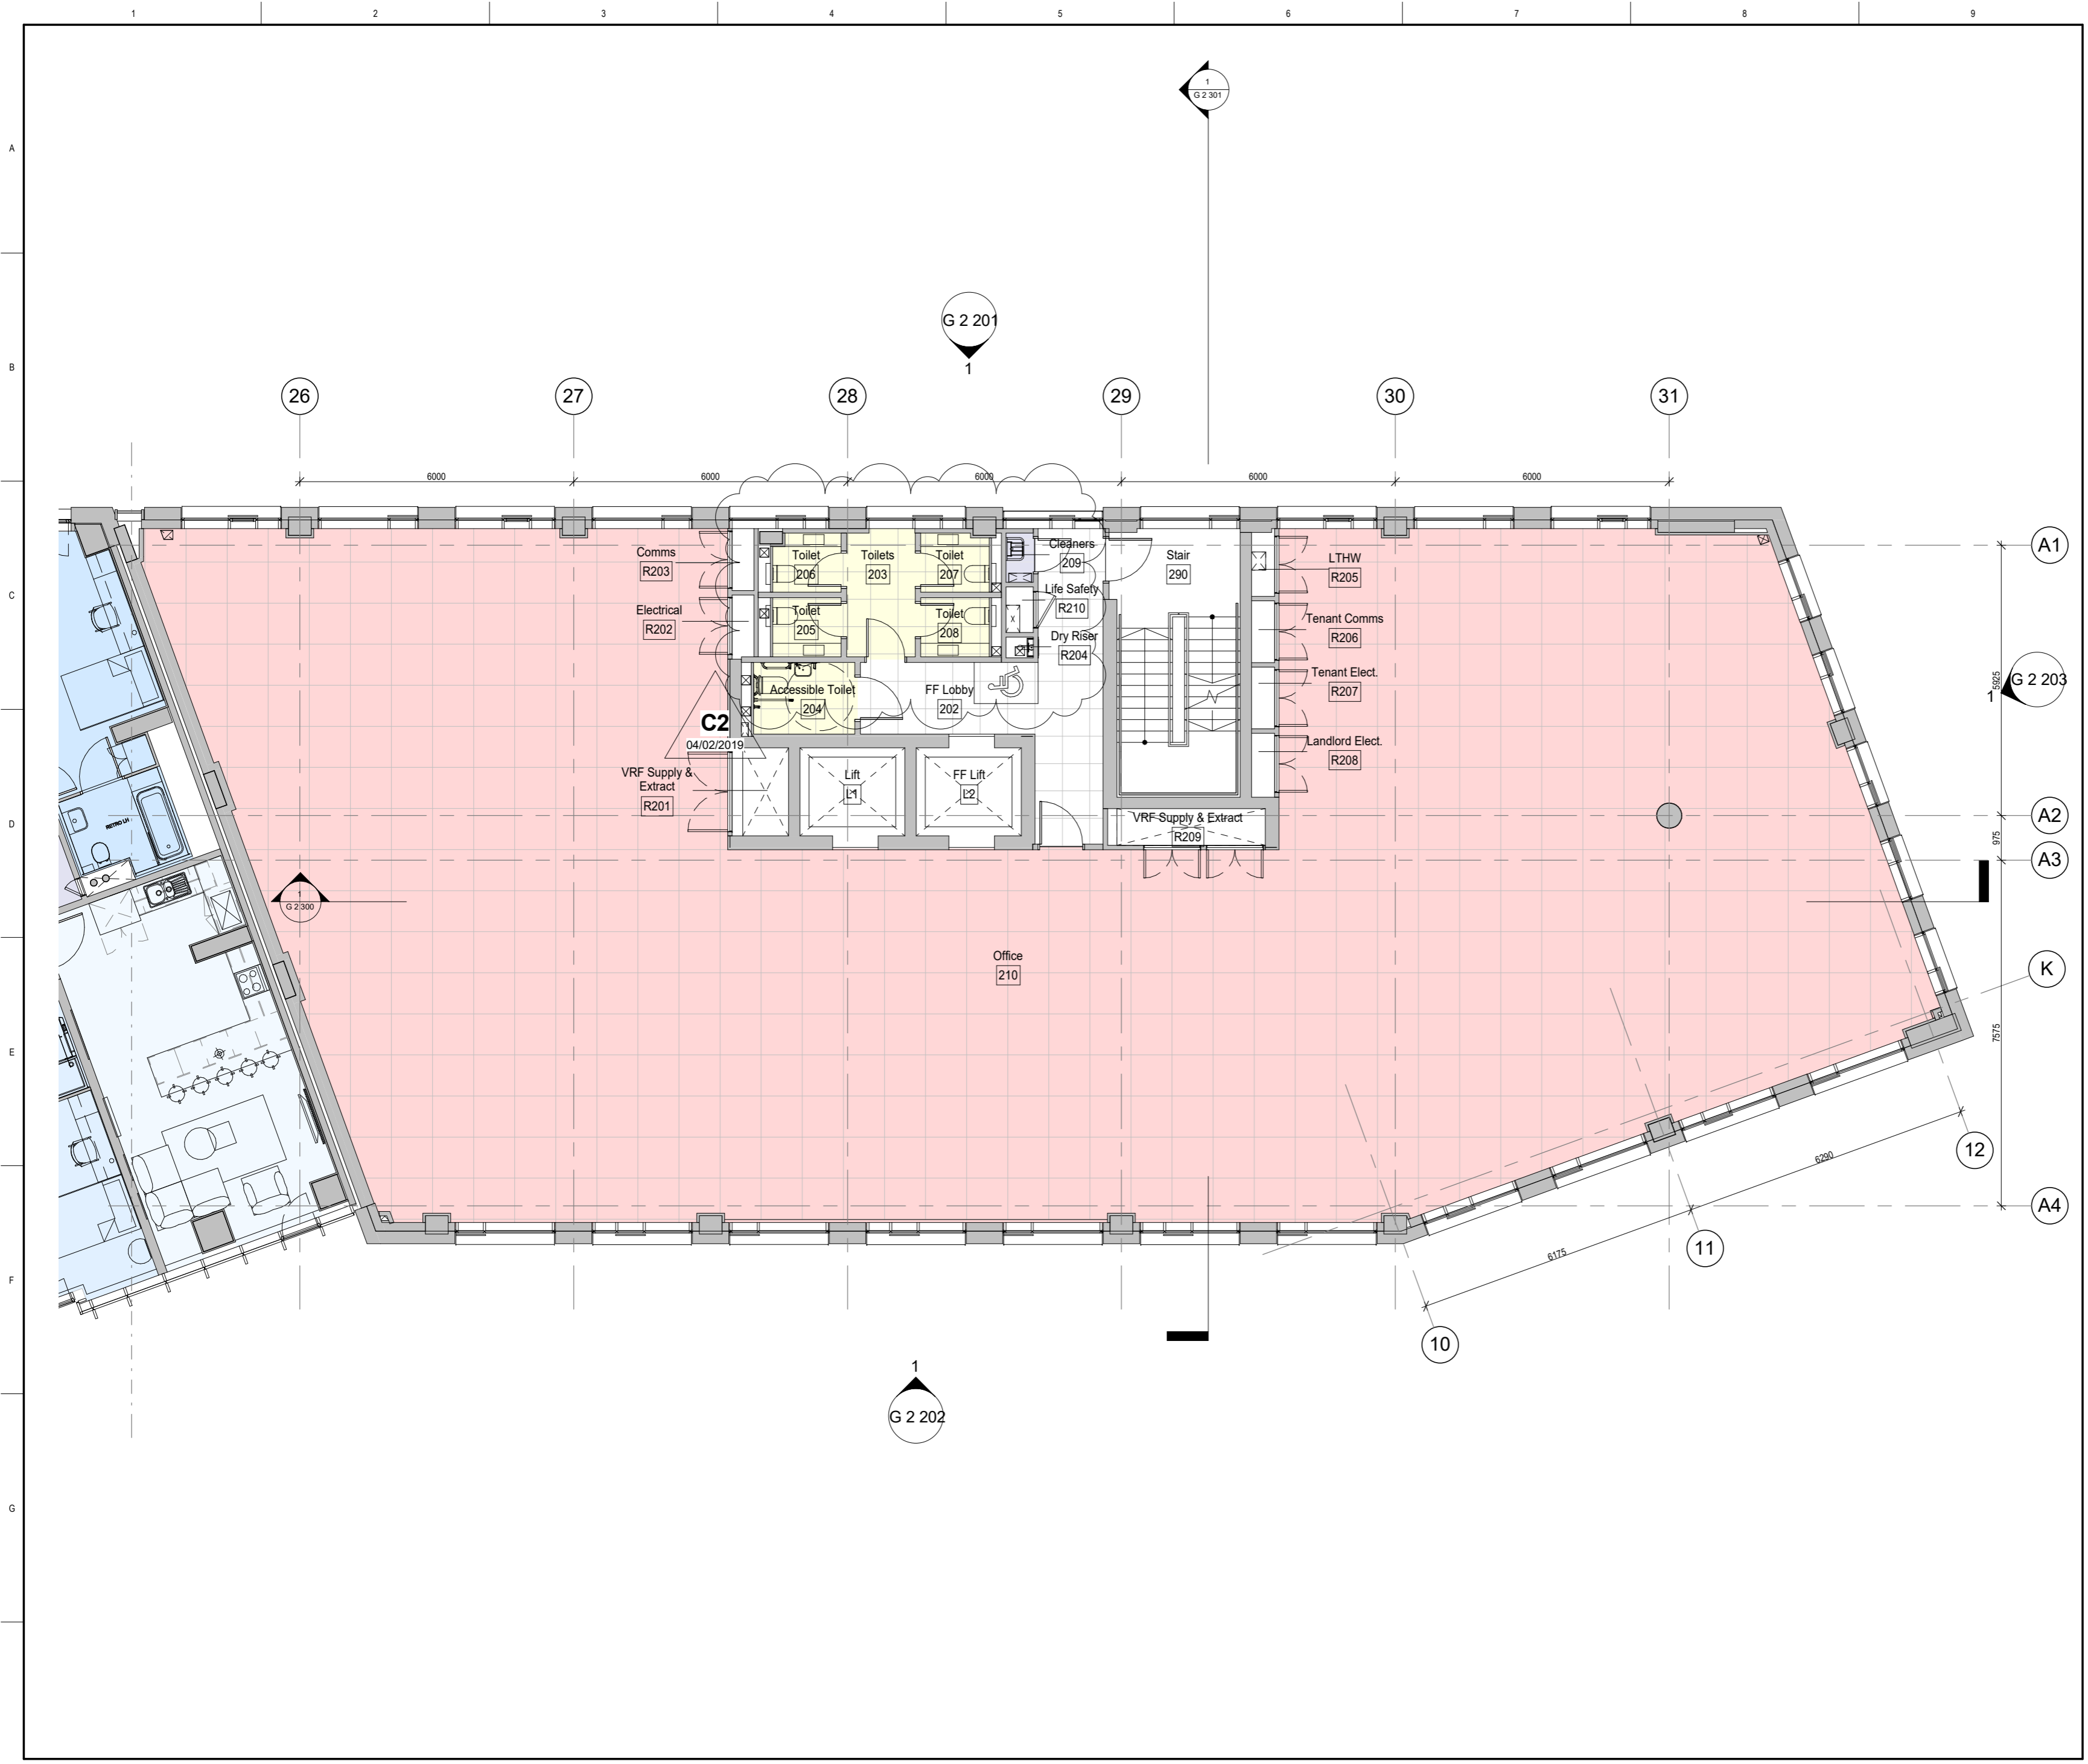 1 2 3 4 5 6 7 8 9
A
B
C
D
E
F
G
1
G 2 301
G 2 201
1
26 27 28 29 30 31
6000 6000 6000 6000 6000
A1
A2
A3
K
A4
5925
975
7575
1
G 2 203
Comms
R203
Electrical
R202
Toilet
206
Toilets
203
Toilet
207
Toilet
205
Toilet
208
Cleaners
209
Life Safety
R210
X
Dry Riser
R204
Stair
290
LTHW
R205
Tenant Comms
R206
Tenant Elect.
R207
Landlord Elect.
R208
Accessible Toilet
204
FF Lobby
202
C2
04/02/2019
VRF Supply &
Extract
R201
Lift
L1
FF Lift
L2
VRF Supply & Extract
R209
RETRO LH
1
G 2 300
Office
210
12
6290
11
6175
10
1
G 2 202